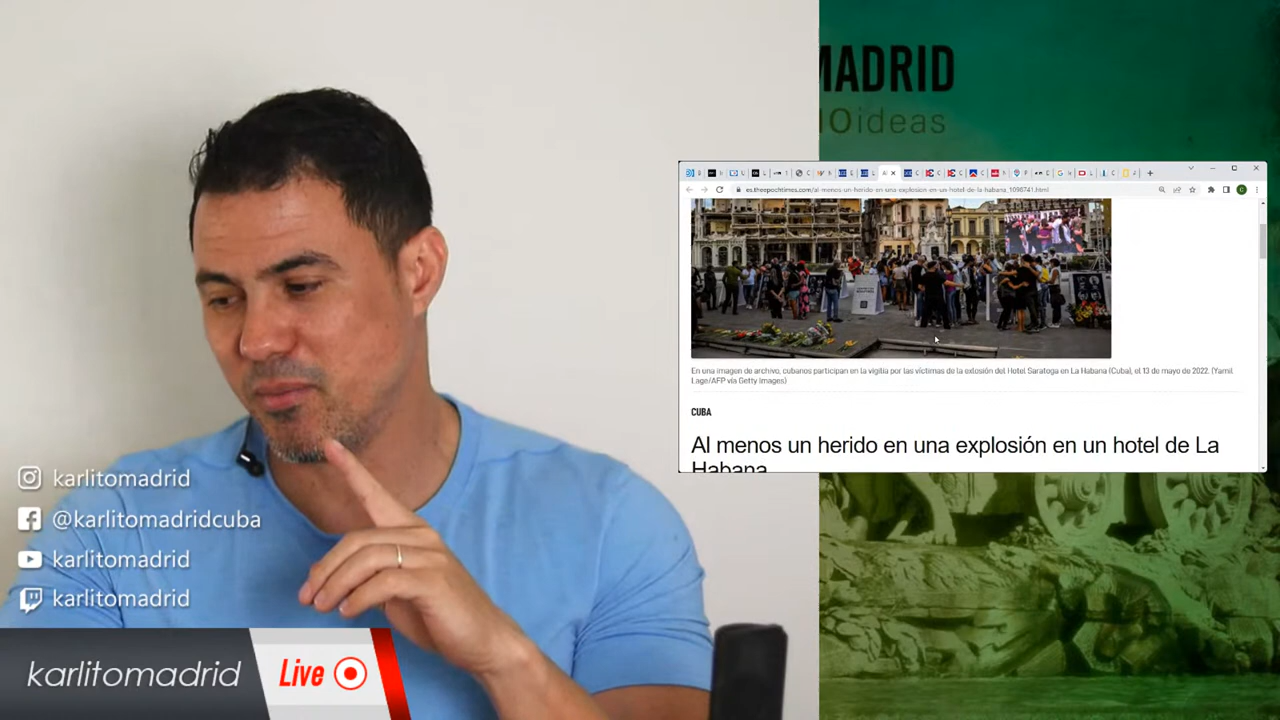 MADRID
IOideas
es.theepochtimes.com/al-menos-un-herido-en-una-explosion-en-un-hotel-de-la-habana_1098741.html
En una imagen de archivo, cubanos participan en la vigilia por las víctimas de la exlosión del Hotel Saratoga en La Habana (Cuba), el 13 de mayo de 2022. (Yamil
Lage/AFP vía Getty Images)
CUBA
Al menos un herido en una explosión en un hotel de La
Habana
karlitomadrid
@karlitomadridcuba
karlitomadrid
karlitomadrid
karlitomadrid
Live